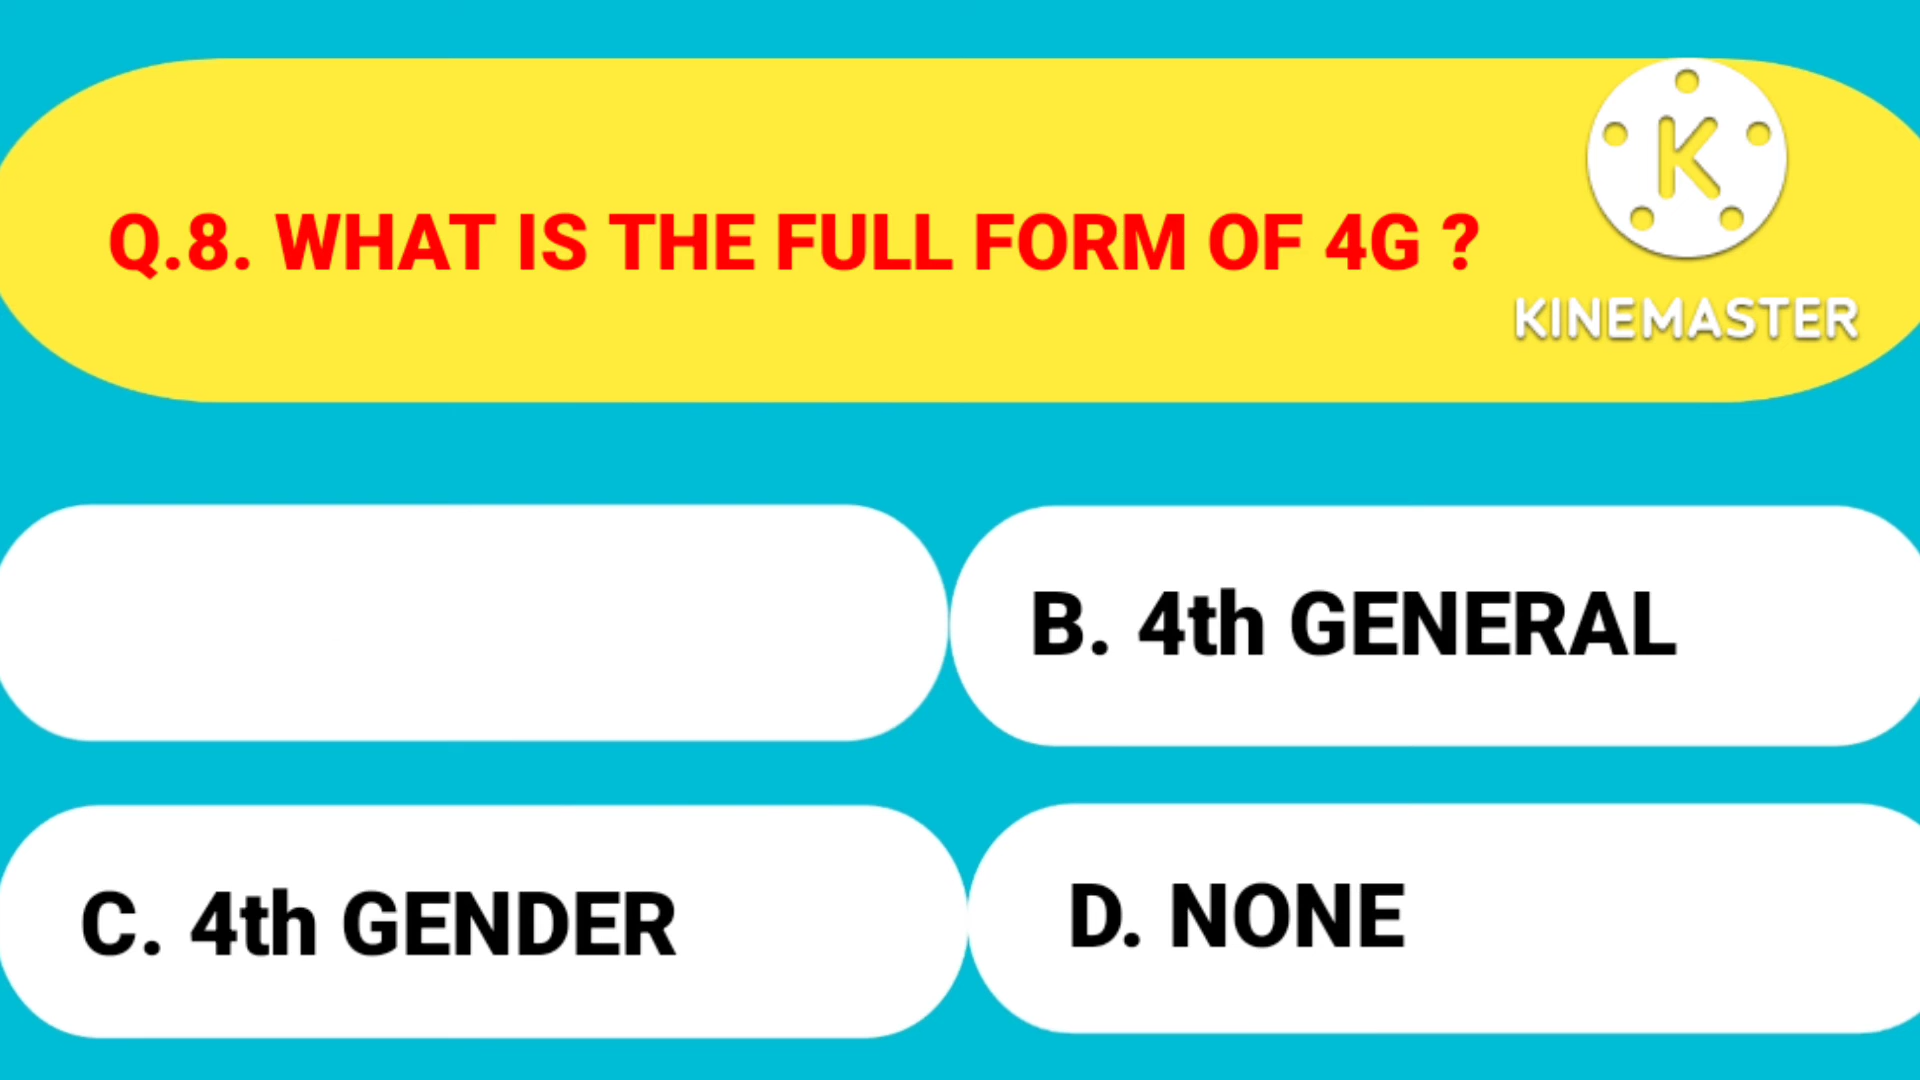 Q.8. WHAT IS THE FULL FORM OF 4G ?
K
KINEMASTER
B. 4th GENERAL
C. 4th GENDER
D. NONE